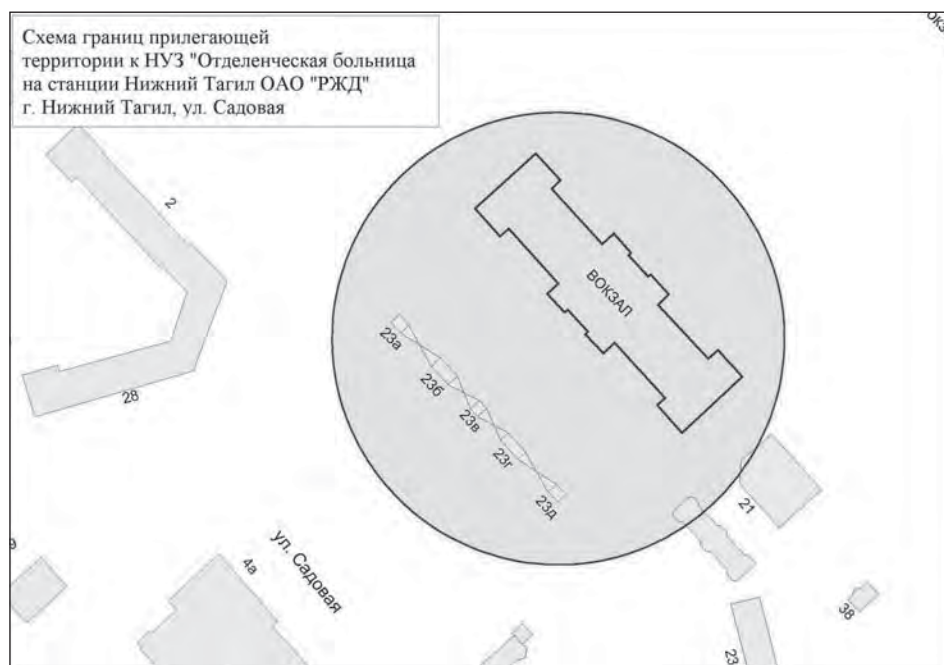 Схема границ прилегающей
территории к НУЗ "Отделенческая больница
на станции Нижний Тагил ОАО "РЖД"
г. Нижний Тагил, ул. Садовая
2
ВОКЗАЛ
23а
23б
23в
23г
23д
28
21
ул. Садовая
4а
38
23